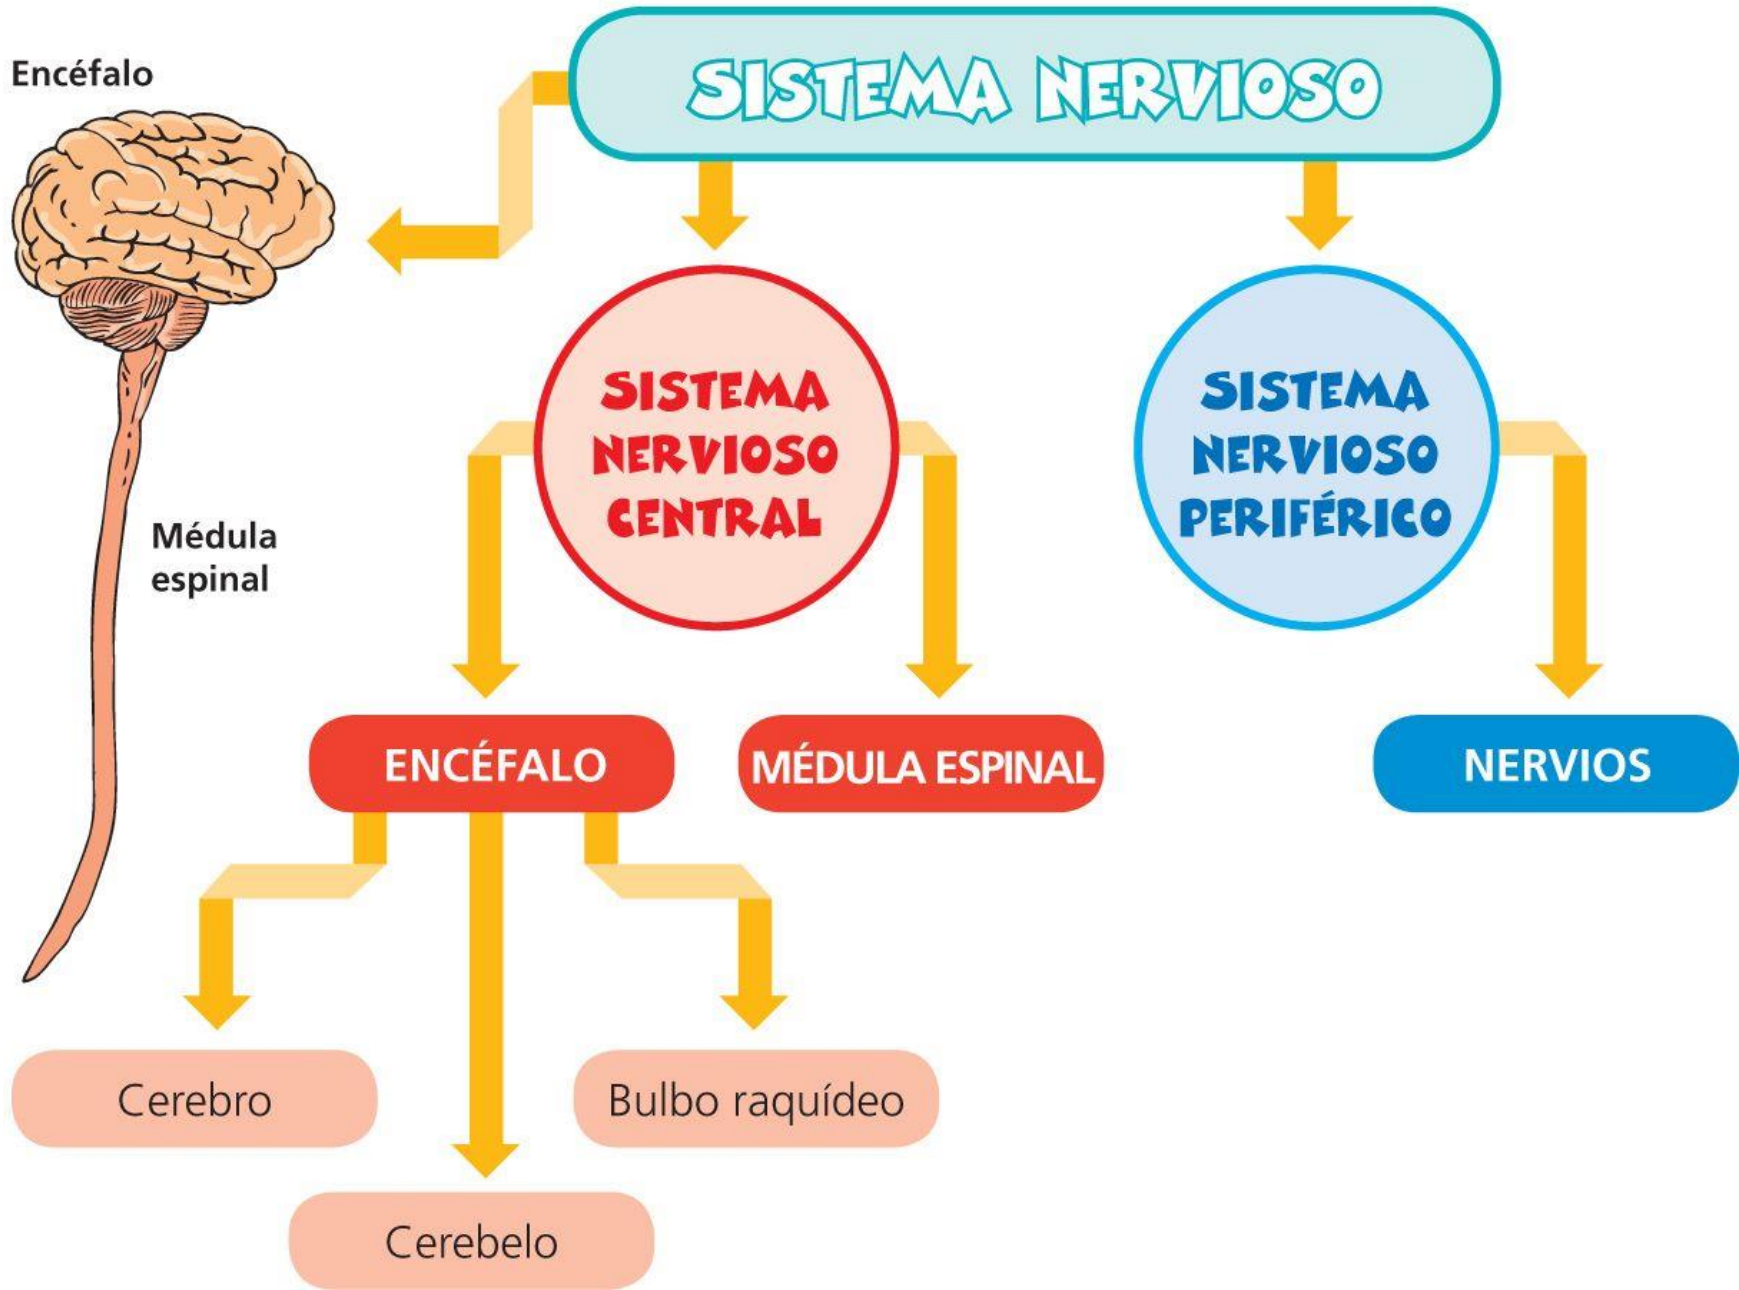 SISTEMA NERVIOSO
Encéfalo
Médula
espinal
SISTEMA
NERVIOSO
CENTRAL
SISTEMA
NERVIOSO
PERIFÉRICO
ENCÉFALO
MÉDULA ESPINAL
NERVIOS
Cerebro
Bulbo raquídeo
Cerebelo